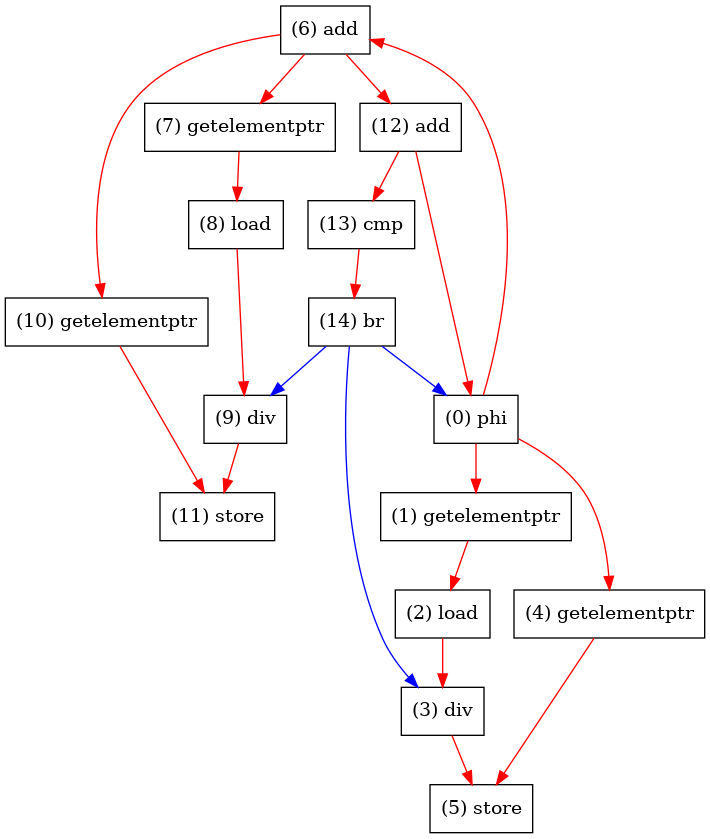 (6) add
(7) getelementptr
(12) add
(8) load
(13) cmp
(10) getelementptr
(14) br
(9) div
(0) phi
(11) store
(1) getelementptr
(2) load
(4) getelementptr
(3) div
(5) store